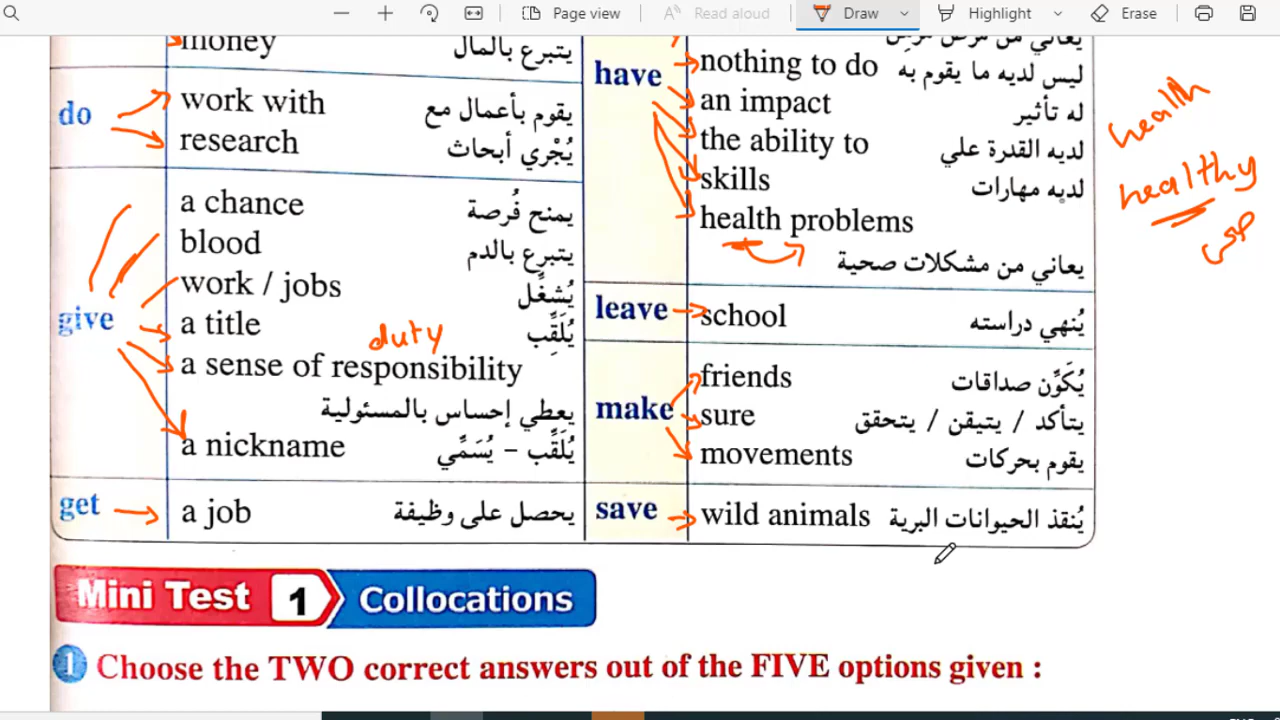 Page view
Read aloud
Draw
Highlight
Erase
money يتبرع بالمال
do
work with يقوم بأعمال مع
research يُجْري أبحاث
give
a chance يمنح فُرصة
blood يتبرع بالدم
work / jobs يُشغِّل
a title يُلَقِّب
duty
a sense of responsibility
يعطي إحساس بالمسئولية
a nickname يُلَقِّب – يُسَمِّي
get
a job يحصل على وظيفة
have
يعاني من مرض
nothing to do ليس لديه ما يقوم به
an impact له تأثير
the ability to لديه القدرة علي
skills لديه مهارات
health problems
يعاني من مشكلات صحية
leave
school يُنهي دراسته
make
friends يُكَوِّن صداقات
sure يتأكد / يتيقن / يتحقق
movements يقوم بحركات
save
wild animals يُنقذ الحيوانات البرية
health
healthy
Mini Test 1 Collocations
1 Choose the TWO correct answers out of the FIVE options given :